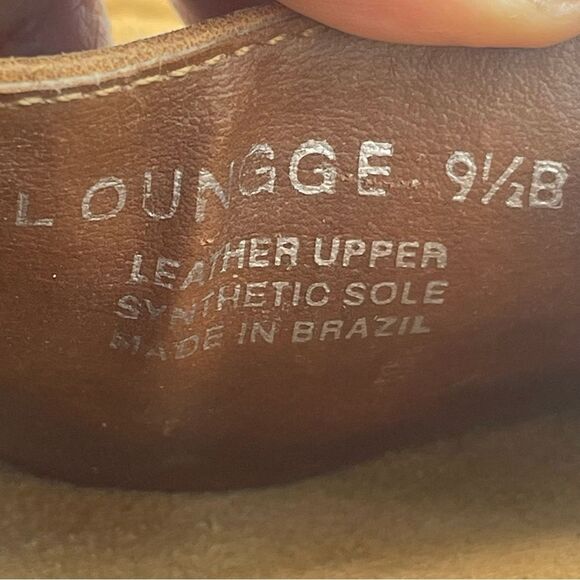 LOUNGGE 9½B
LEATHER UPPER
SYNTHETIC SOLE
MADE IN BRAZIL